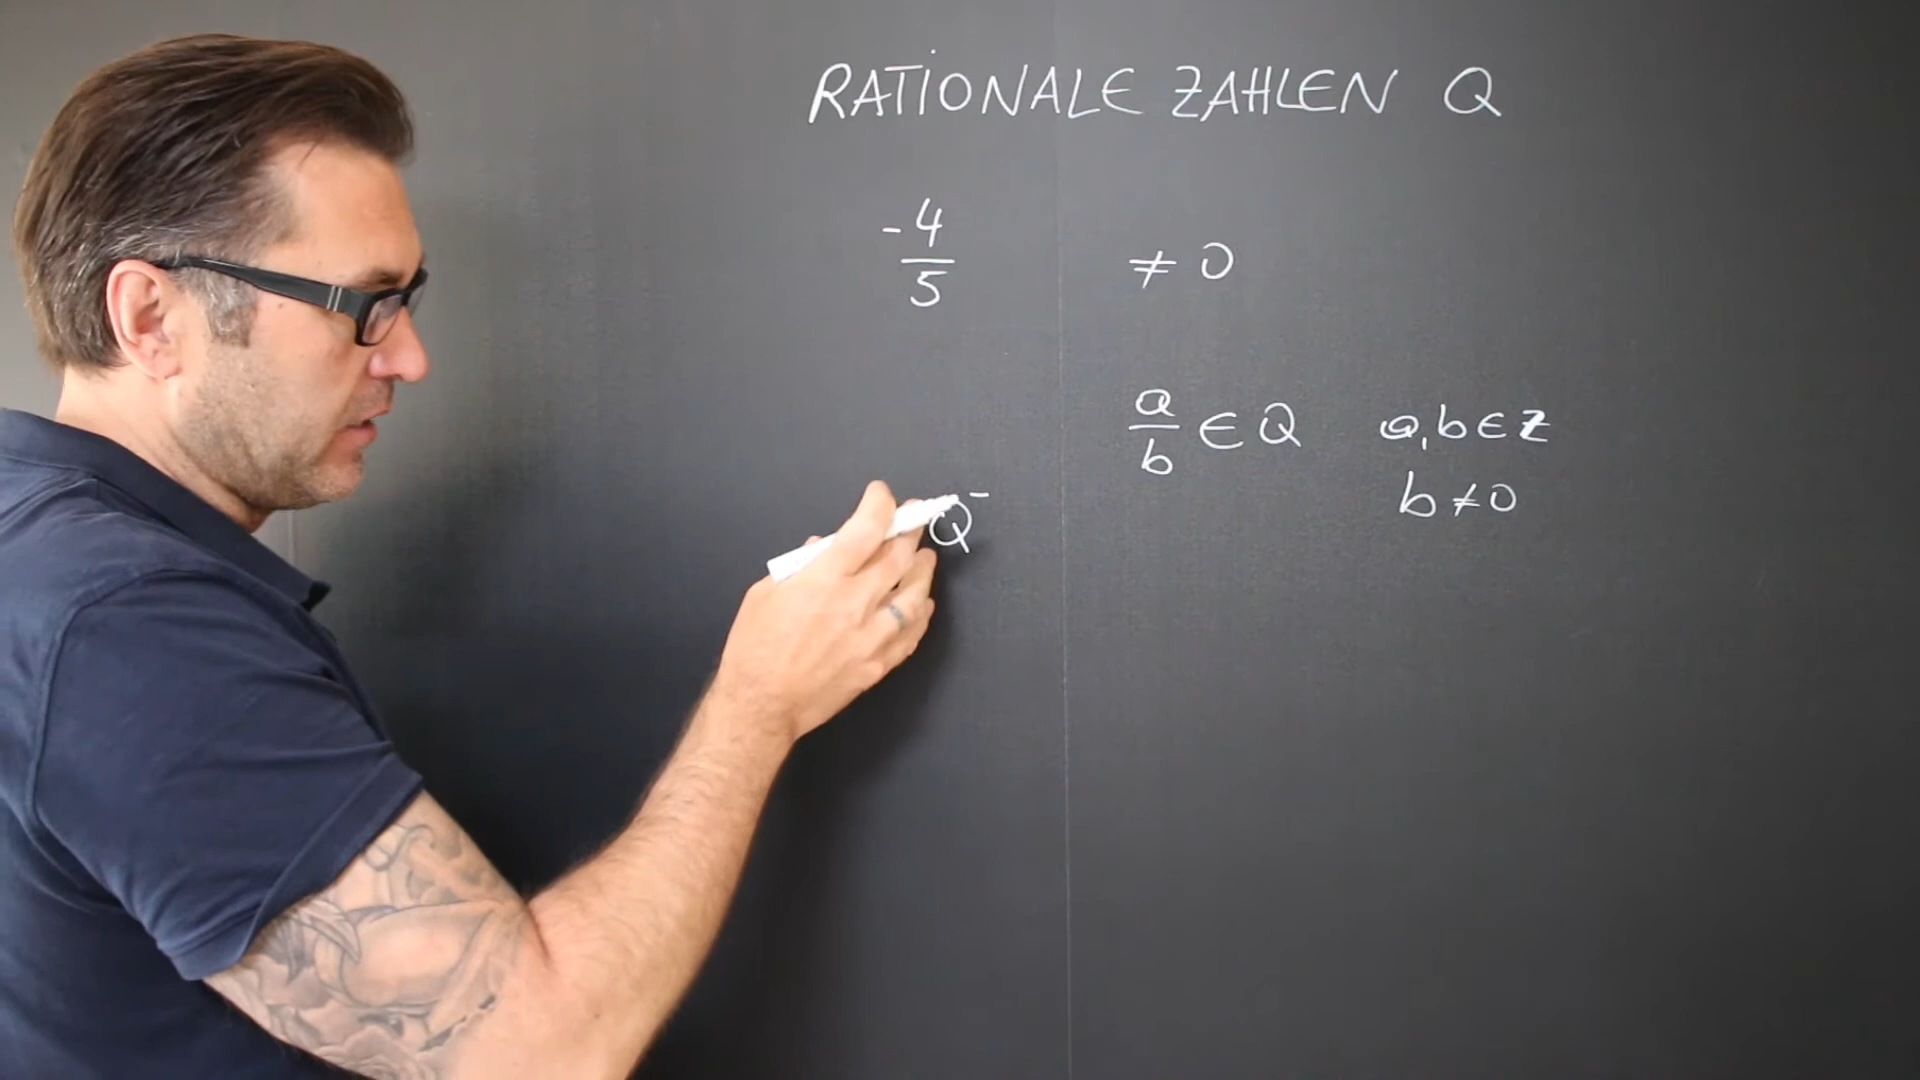 RATIONALE ZAHLEN Q
-4/5 ≠ 0
a/b ∈ Q a,b ∈ Z
b ≠ 0
Q⁻